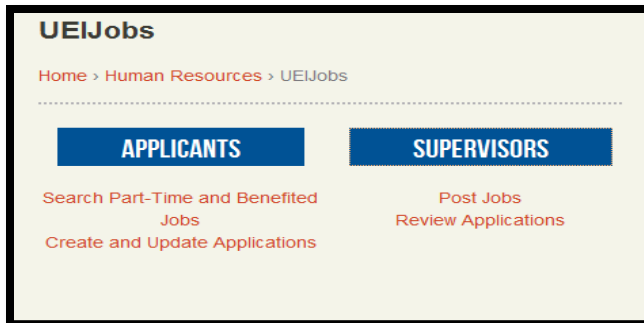 UEIJobs
Home › Human Resources › UEIJobs
APPLICANTS
Search Part-Time and Benefited
Jobs
Create and Update Applications
SUPERVISORS
Post Jobs
Review Applications